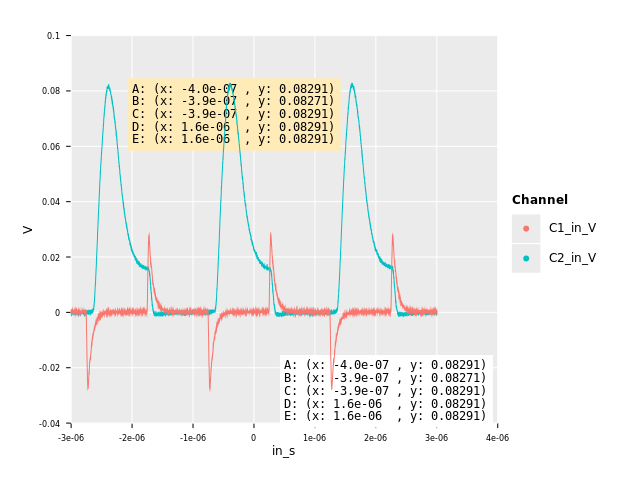 0.1
0.08
0.06
0.04
0.02
0
-0.02
-0.04
V
A: (x: -4.0e-07 , y: 0.08291)
B: (x: -3.9e-07 , y: 0.08271)
C: (x: -3.9e-07 , y: 0.08291)
D: (x: 1.6e-06  , y: 0.08291)
E: (x: 1.6e-06  , y: 0.08291)
A: (x: -4.0e-07 , y: 0.08291)
B: (x: -3.9e-07 , y: 0.08271)
C: (x: -3.9e-07 , y: 0.08291)
D: (x: 1.6e-06  , y: 0.08291)
E: (x: 1.6e-06  , y: 0.08291)
-3e-06 -2e-06 -1e-06 0 1e-06 2e-06 3e-06 4e-06
in_s
Channel
C1_in_V
C2_in_V